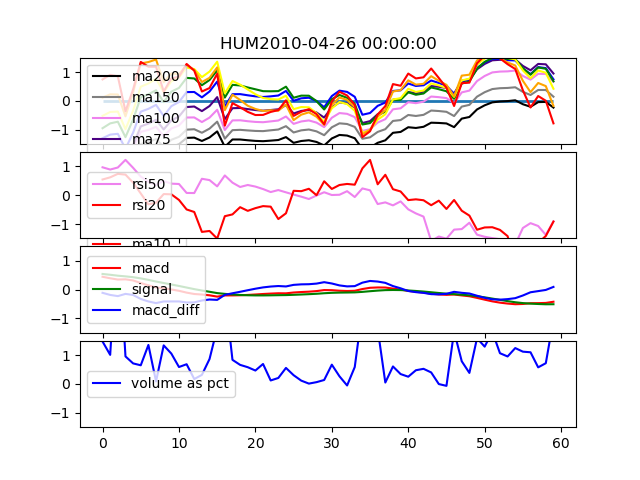 HUM2010-04-26 00:00:00
1
0
−1
ma200
ma150
ma100
ma75
1
0
−1
rsi50
rsi20
ma10
1
0
−1
macd
signal
macd_diff
1
0
−1
volume as pct
0 10 20 30 40 50 60